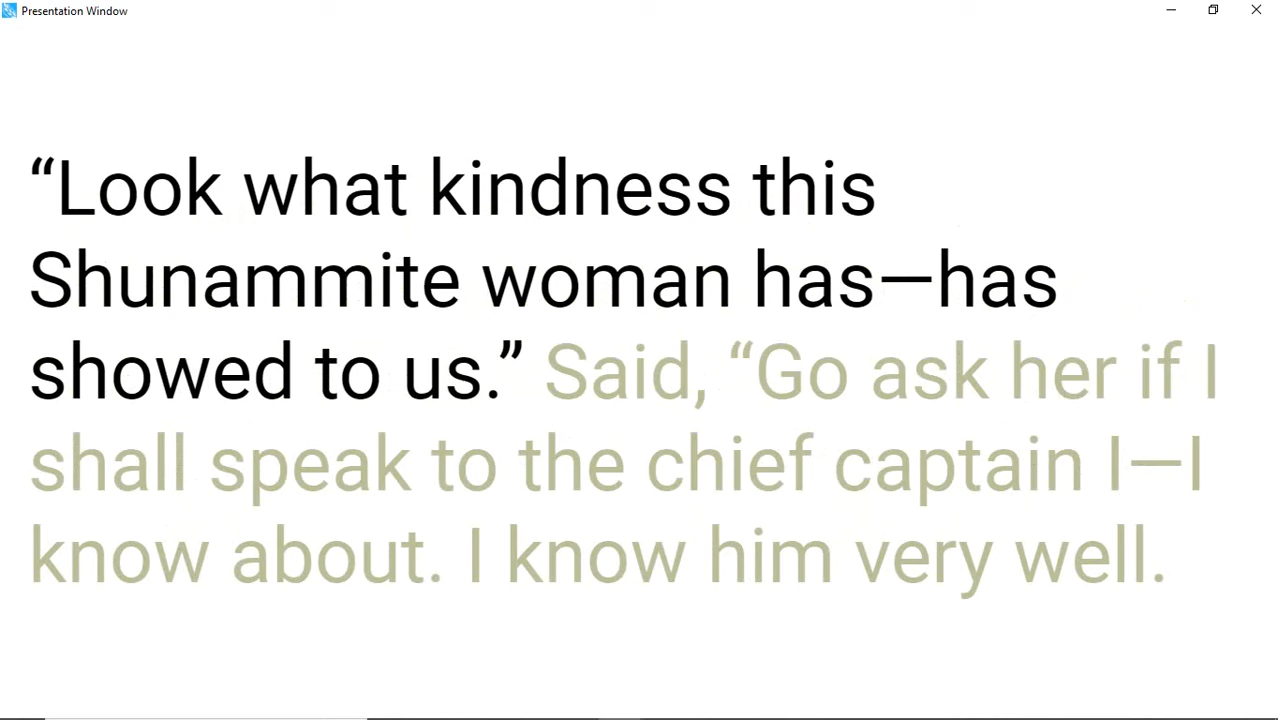 Presentation Window
“Look what kindness this
Shunammite woman has—has
showed to us.” Said, “Go ask her if I
shall speak to the chief captain I—I
know about. I know him very well.